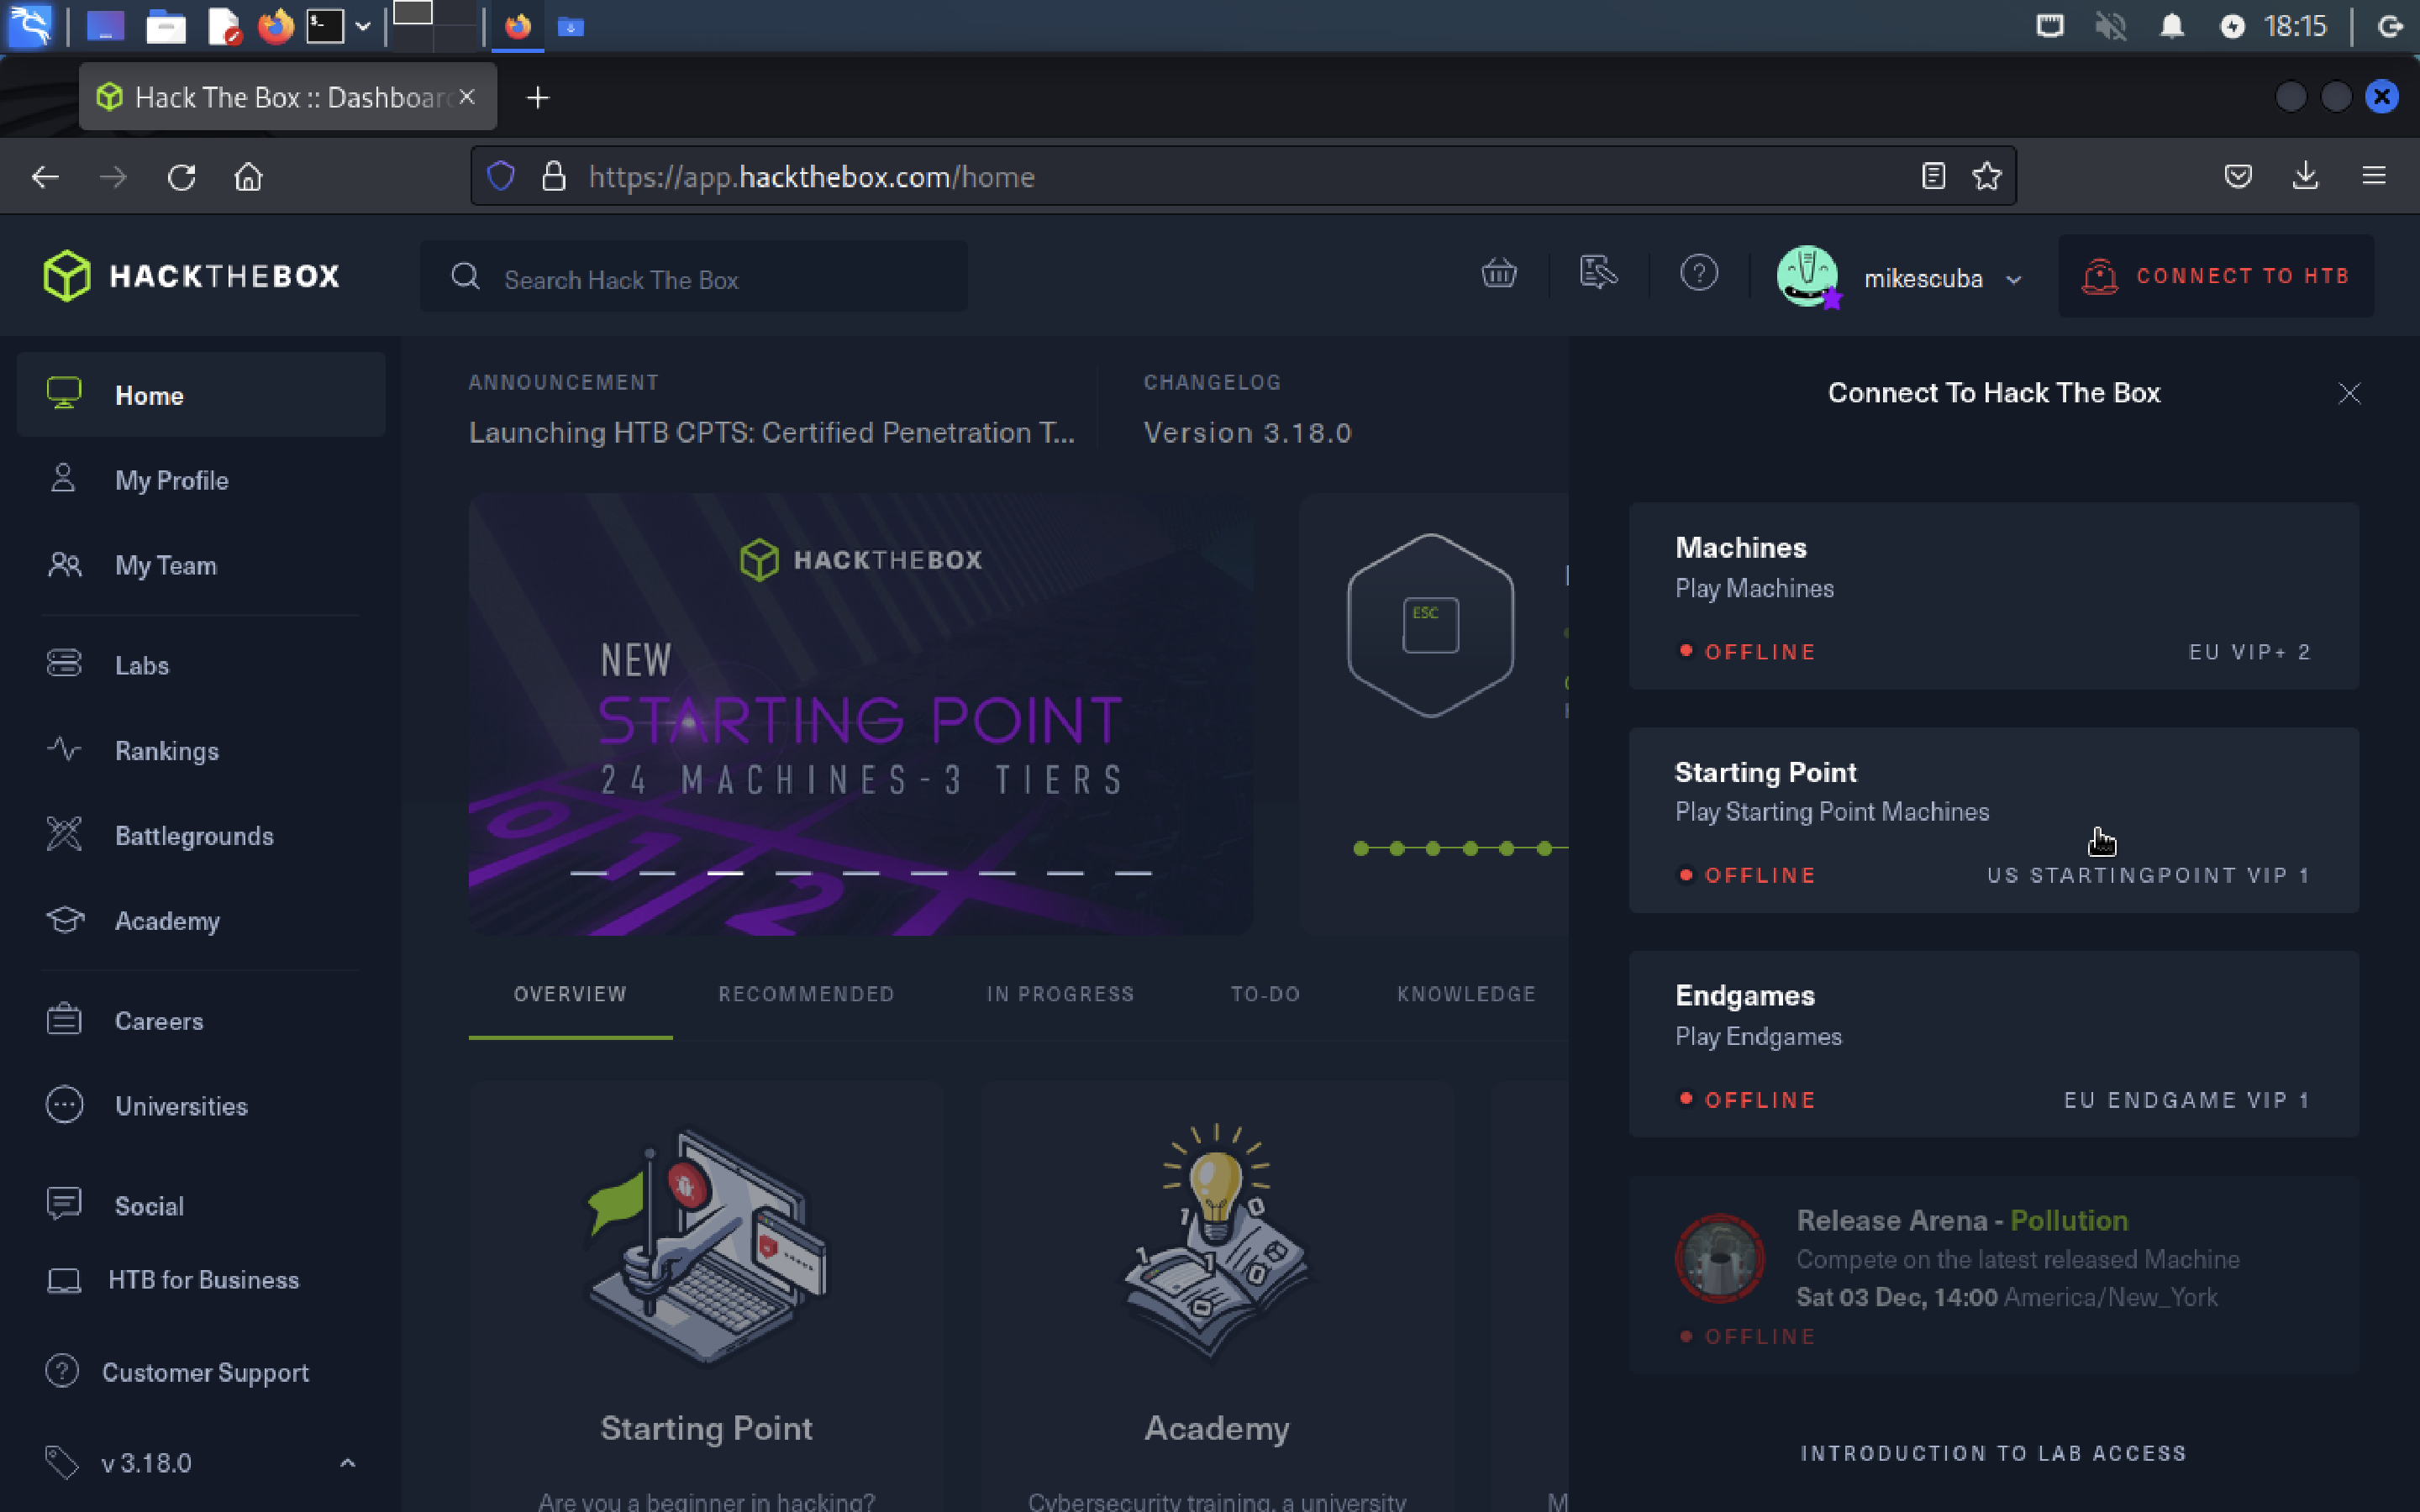 18:15
Hack The Box :: Dashboard
https://app.hackthebox.com/home
HACKTHEBOX
Search Hack The Box
mikescuba
CONNECT TO HTB
Home
My Profile
My Team
Labs
Rankings
Battlegrounds
Academy
Careers
Universities
Social
HTB for Business
Customer Support
v 3.18.0
ANNOUNCEMENT
Launching HTB CPTS: Certified Penetration T...
CHANGELOG
Version 3.18.0
HACKTHEBOX
NEW
STARTING POINT
24 MACHINES-3 TIERS
0 1 2
ESC
OVERVIEW
RECOMMENDED
IN PROGRESS
TO-DO
KNOWLEDGE
Starting Point
Are you a beginner in hacking?
Academy
Cybersecurity training, a university
Connect To Hack The Box
Machines
Play Machines
OFFLINE
EU VIP+ 2
Starting Point
Play Starting Point Machines
OFFLINE
US STARTINGPOINT VIP 1
Endgames
Play Endgames
OFFLINE
EU ENDGAME VIP 1
Release Arena - Pollution
Compete on the latest released Machine
Sat 03 Dec, 14:00 America/New_York
OFFLINE
INTRODUCTION TO LAB ACCESS